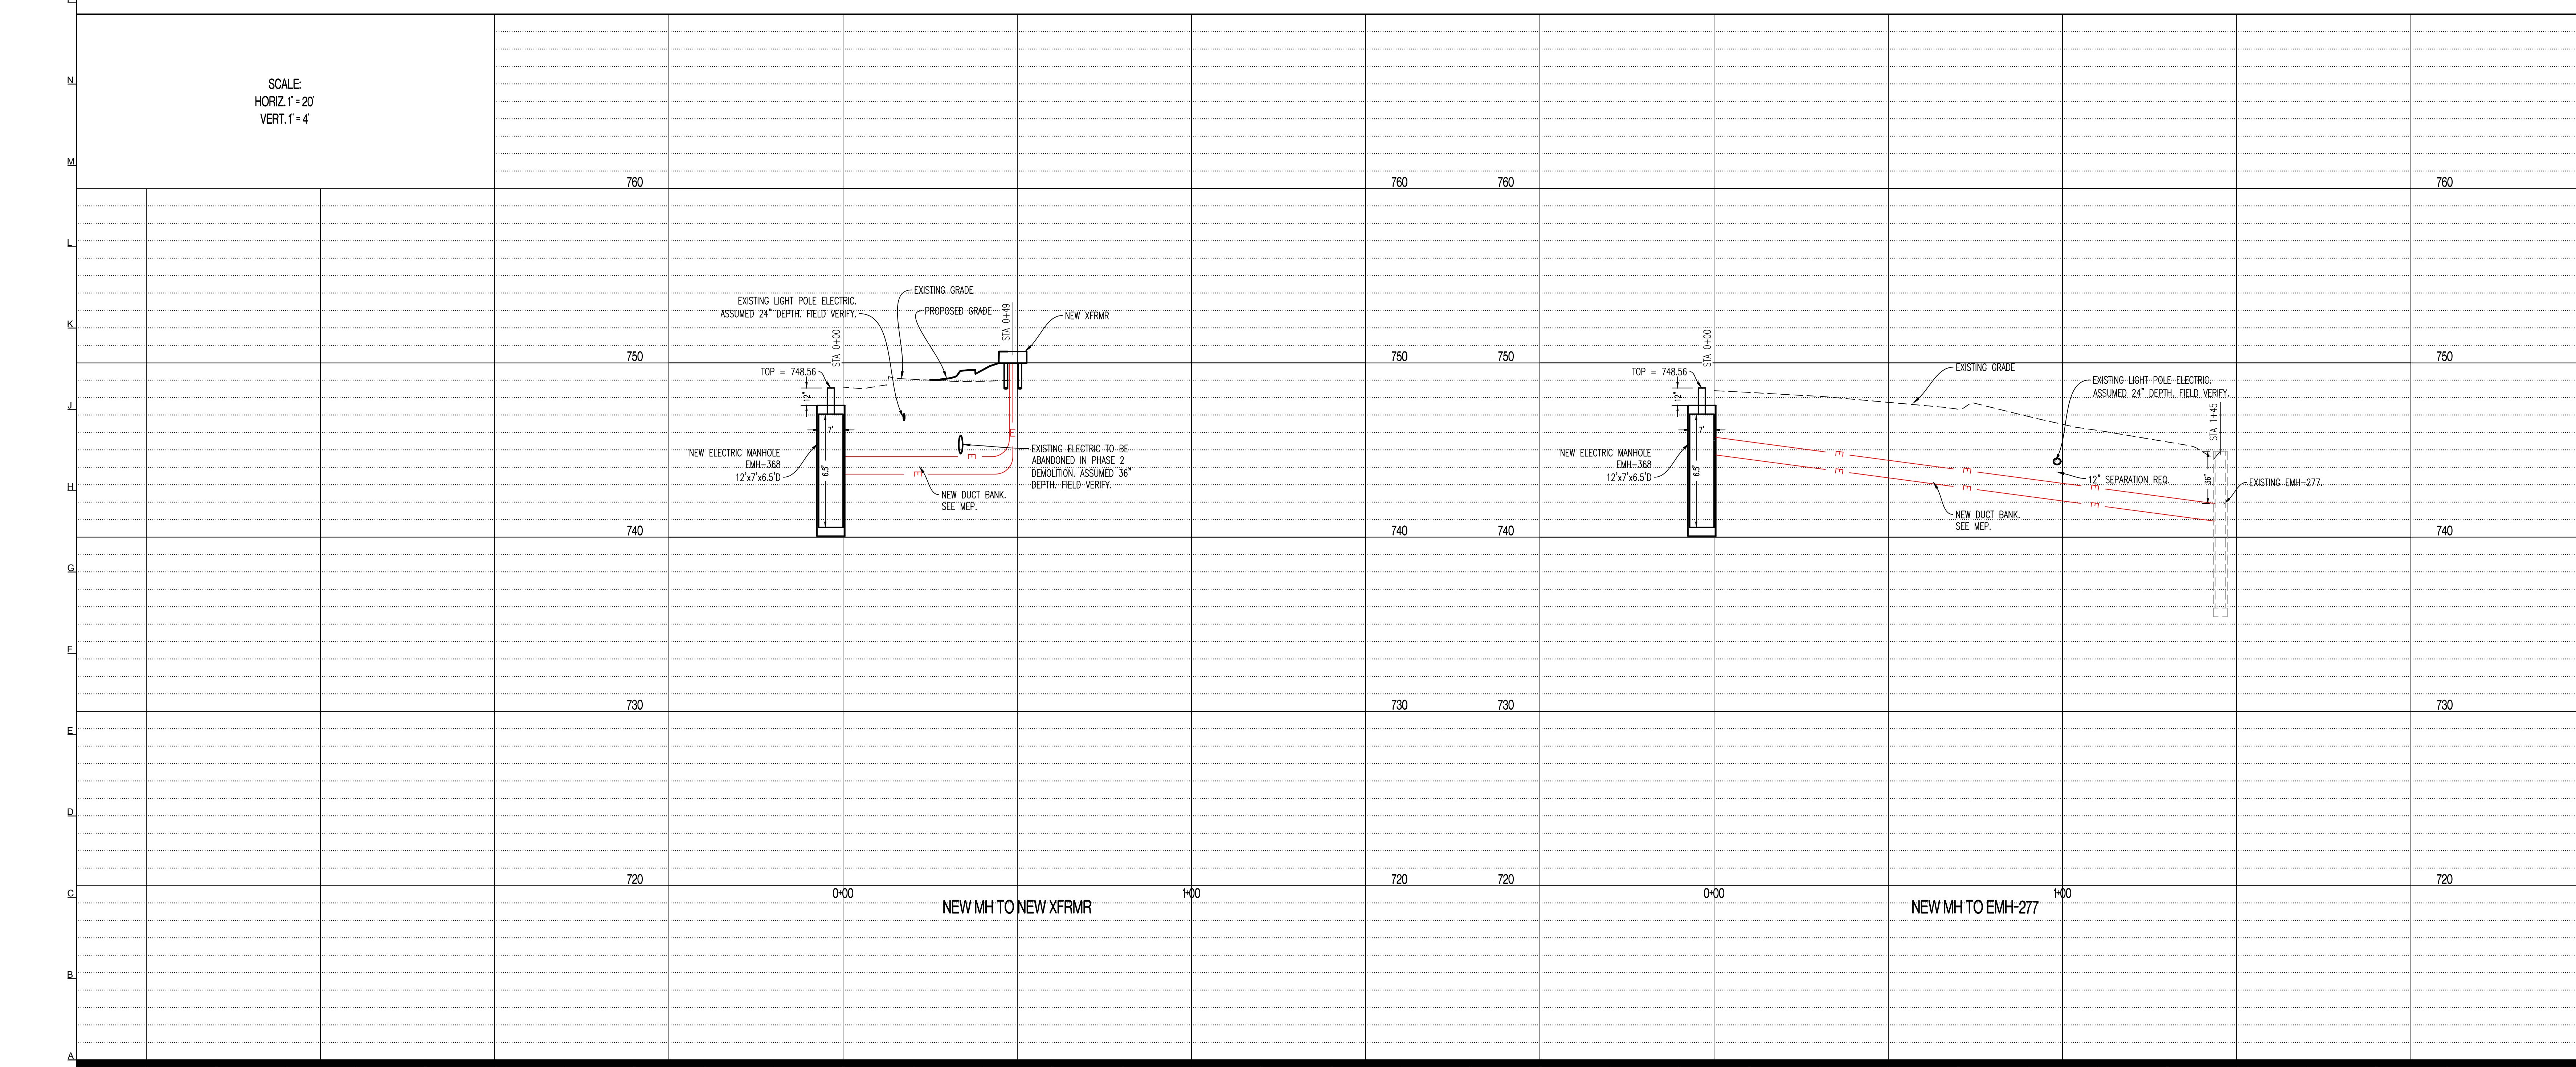 N
M
L
K
J
H
G
F
E
D
C
B
A
SCALE:
HORIZ. 1" = 20'
VERT. 1" = 4'
760
750
740
730
720
EXISTING LIGHT POLE ELECTRIC.
ASSUMED 24" DEPTH. FIELD VERIFY.
EXISTING GRADE
PROPOSED GRADE
STA 0+00
STA 0+49
NEW XFRMR
TOP = 748.56
12"
7'
6.5'
NEW ELECTRIC MANHOLE
EMH-368
12'x7'x6.5'D
E
E
E
EXISTING ELECTRIC TO BE
ABANDONED IN PHASE 2
DEMOLITION. ASSUMED 36"
DEPTH. FIELD VERIFY.
NEW DUCT BANK.
SEE MEP.
0+00
1+00
NEW MH TO NEW XFRMR
760
750
740
730
720
760
750
740
730
720
STA 0+00
TOP = 748.56
12"
7'
6.5'
NEW ELECTRIC MANHOLE
EMH-368
12'x7'x6.5'D
EXISTING GRADE
EXISTING LIGHT POLE ELECTRIC.
ASSUMED 24" DEPTH. FIELD VERIFY.
STA 1+45
E
E
E
E
E
E
12" SEPARATION REQ.
36"
EXISTING EMH-277.
NEW DUCT BANK.
SEE MEP.
0+00
1+00
NEW MH TO EMH-277
760
750
740
730
720